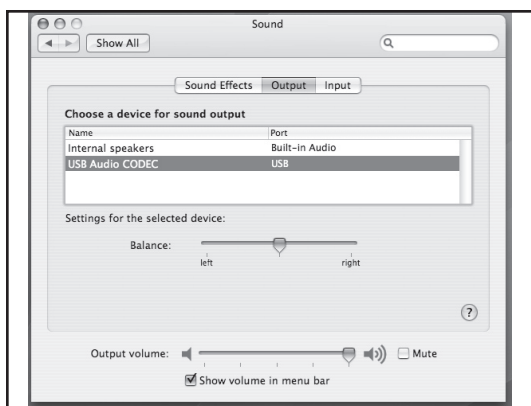 Sound
Show All
Sound Effects Output Input
Choose a device for sound output
Name Port
Internal speakers Built-in Audio
USB Audio CODEC USB
Settings for the selected device:
Balance:
left right
?
Output volume: Mute
Show volume in menu bar